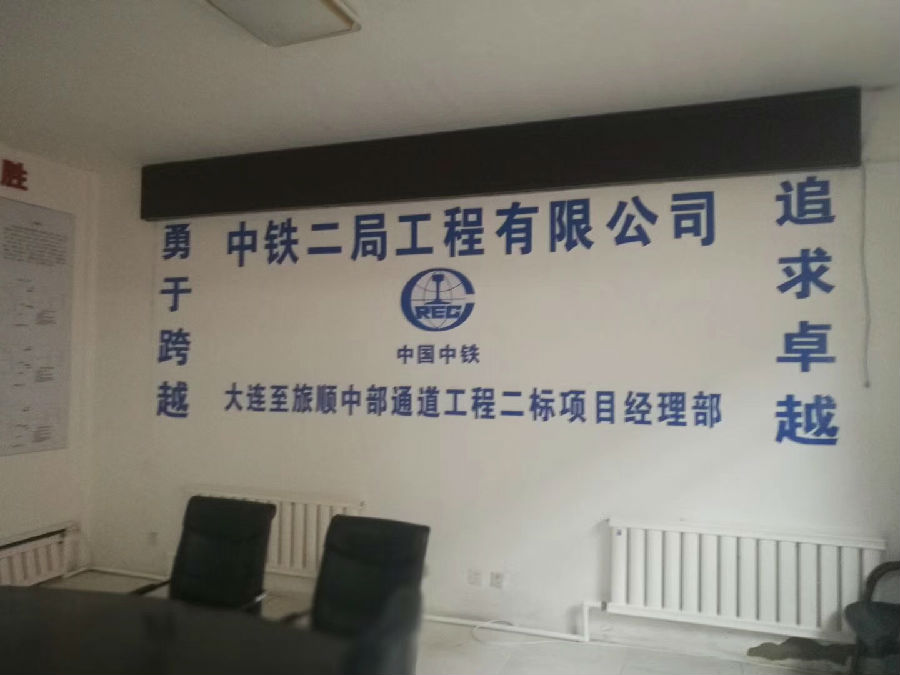 胜
勇于跨越
中铁二局工程有限公司
CREC
中国中铁
大连至旅顺中部通道工程二标项目经理部
追求卓越